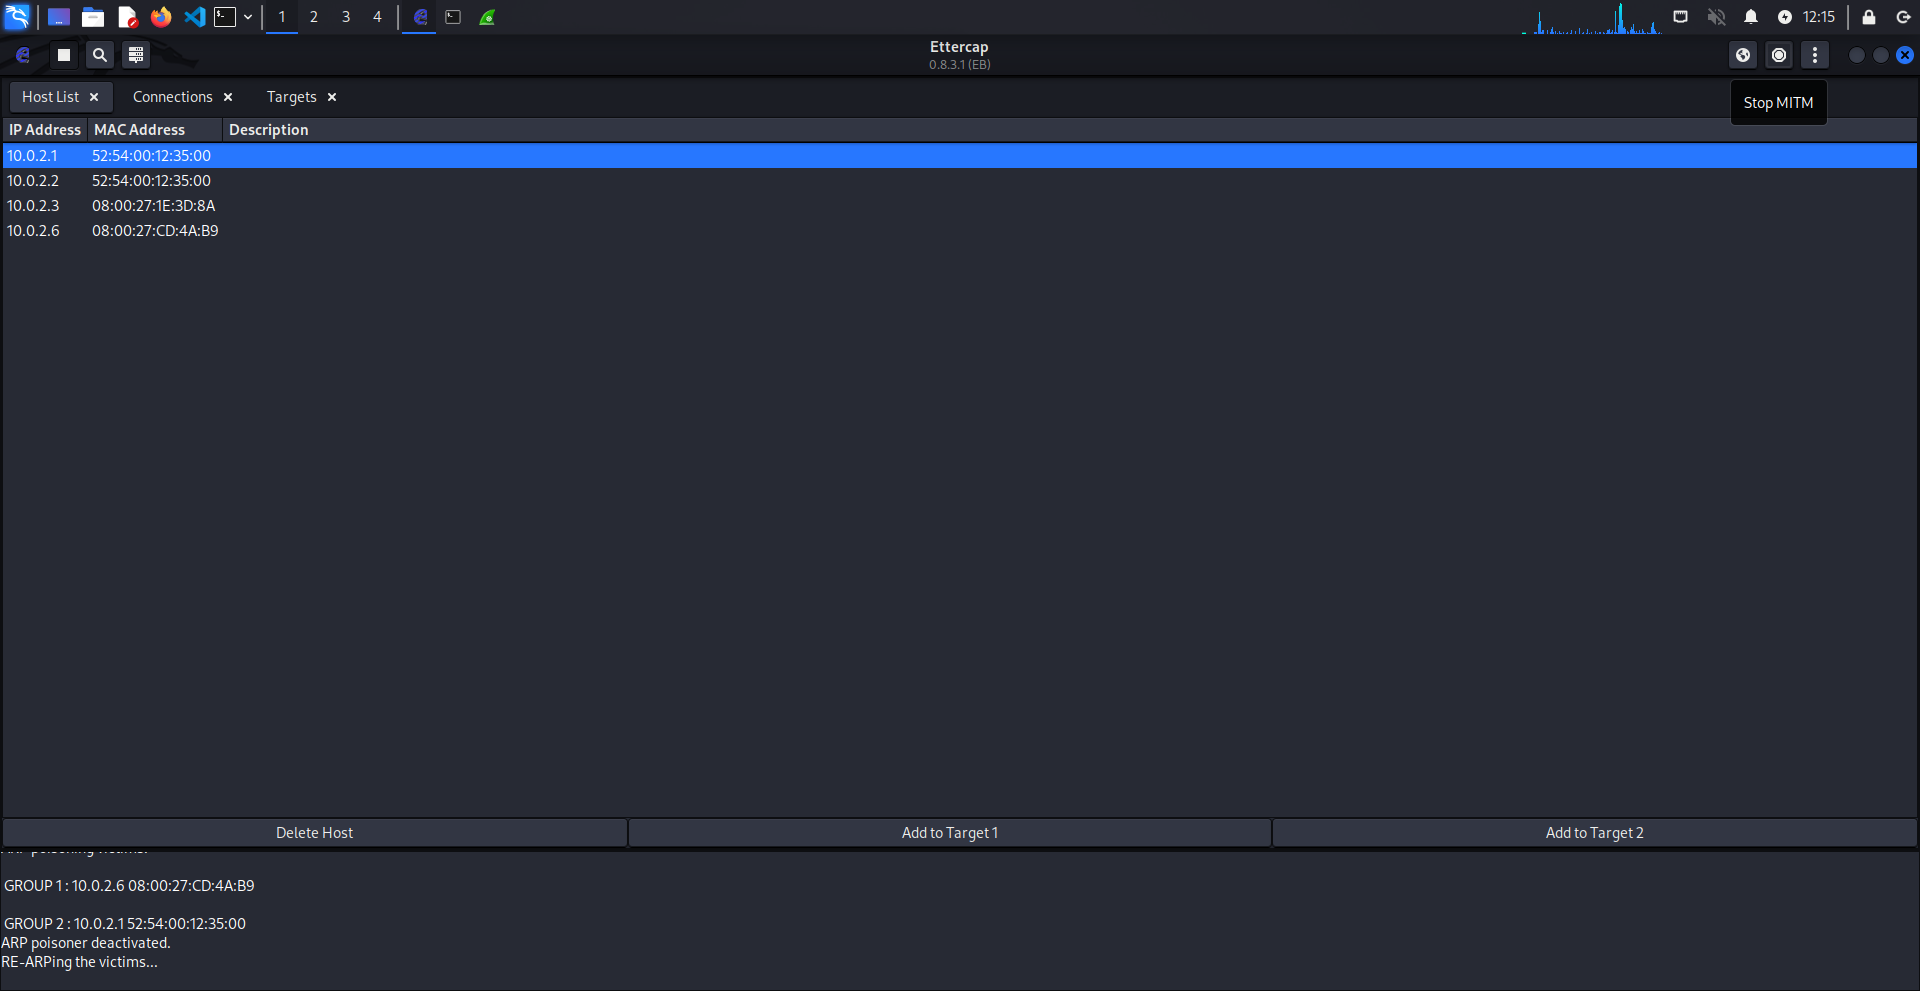 1 2 3 4 12:15
Ettercap
0.8.3.1 (EB)
Host List Connections Targets
Stop MITM
IP Address MAC Address Description
10.0.2.1 52:54:00:12:35:00
10.0.2.2 52:54:00:12:35:00
10.0.2.3 08:00:27:1E:3D:8A
10.0.2.6 08:00:27:CD:4A:B9
Delete Host Add to Target 1 Add to Target 2
ARP poisoning victims:
GROUP 1 : 10.0.2.6 08:00:27:CD:4A:B9
GROUP 2 : 10.0.2.1 52:54:00:12:35:00
ARP poisoner deactivated.
RE-ARPing the victims...